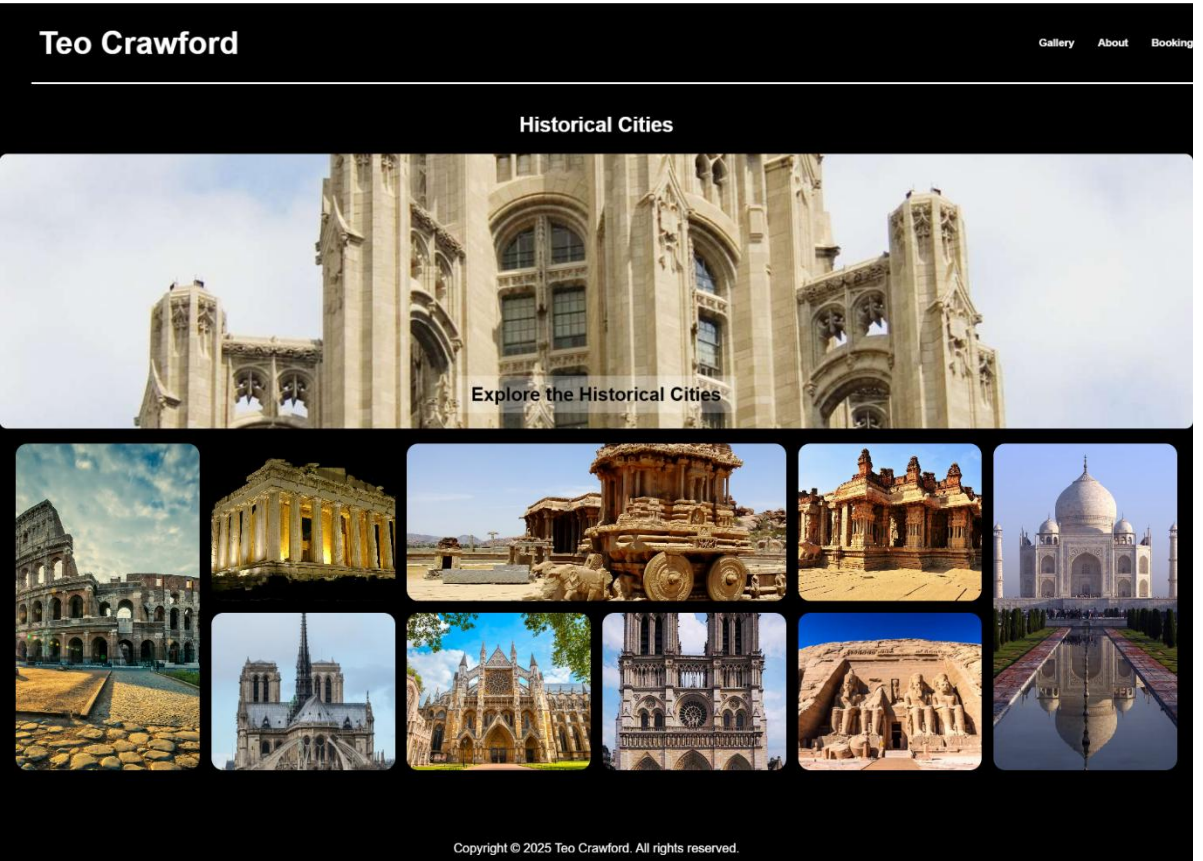 Teo Crawford
Gallery About Booking
Historical Cities
Explore the Historical Cities
Copyright © 2025 Teo Crawford. All rights reserved.